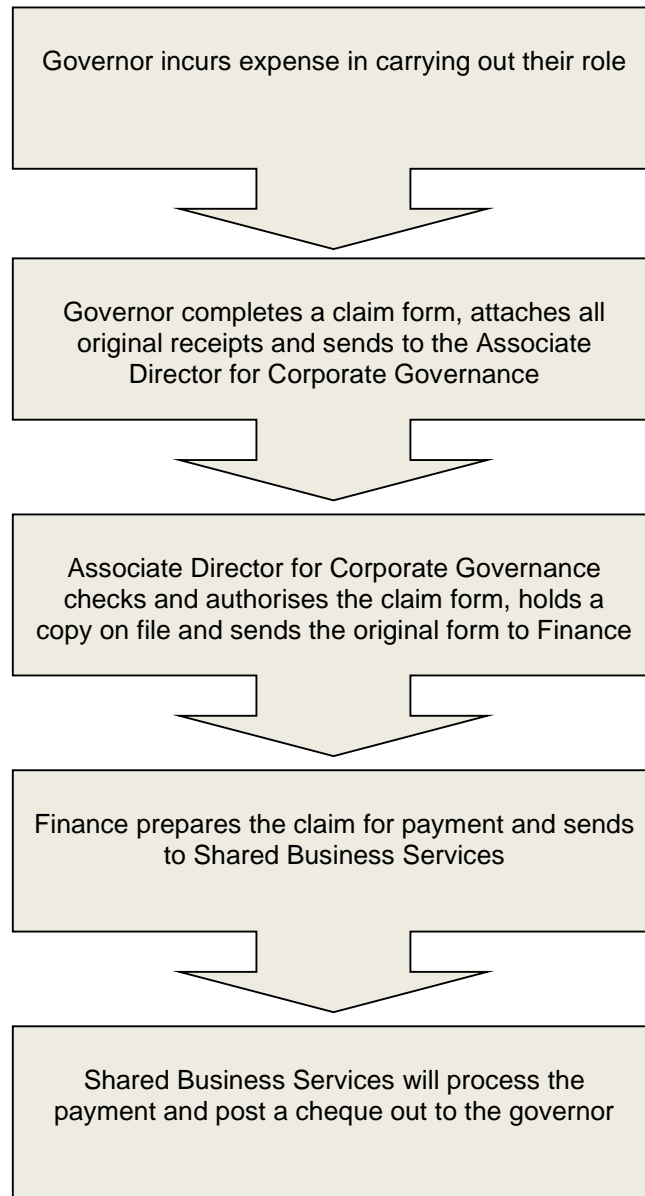 Governor incurs expense in carrying out their role
Governor completes a claim form, attaches all
original receipts and sends to the Associate
Director for Corporate Governance
Associate Director for Corporate Governance
checks and authorises the claim form, holds a
copy on file and sends the original form to Finance
Finance prepares the claim for payment and sends
to Shared Business Services
Shared Business Services will process the
payment and post a cheque out to the governor